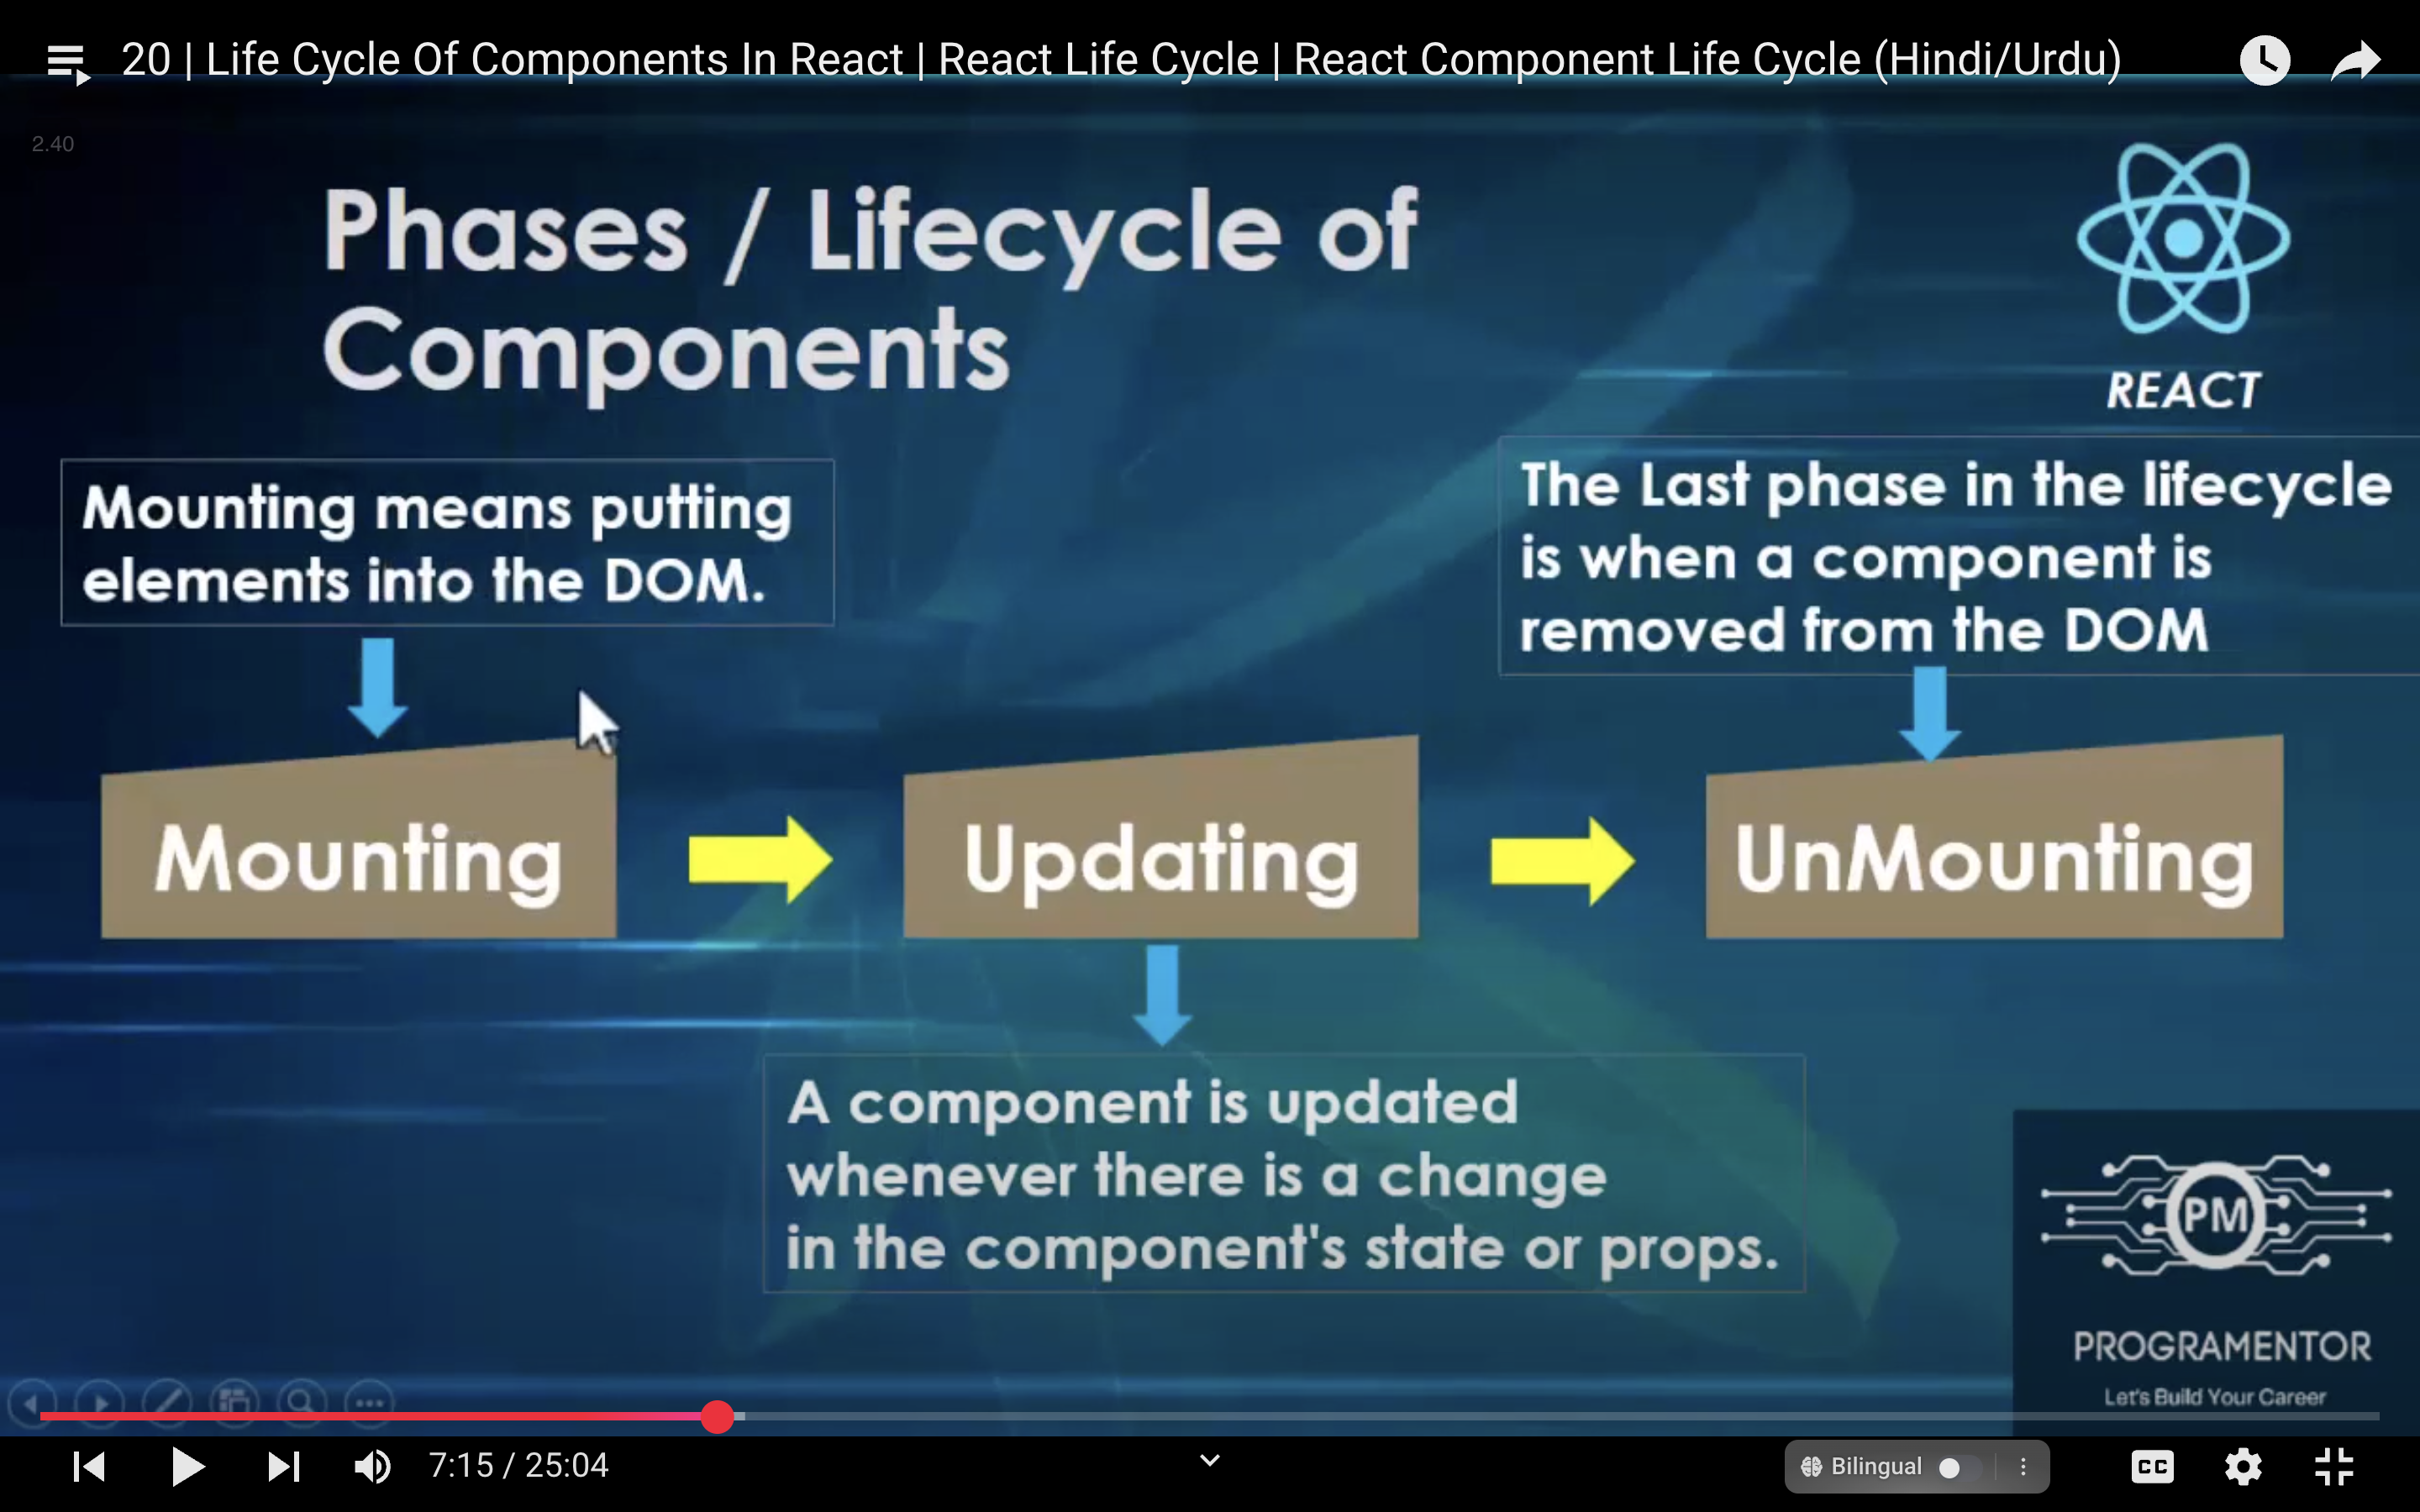 20 | Life Cycle Of Components In React | React Life Cycle | React Component Life Cycle (Hindi/Urdu)
2.40
Phases / Lifecycle of
Components
REACT
Mounting means putting
elements into the DOM.
The Last phase in the lifecycle
is when a component is
removed from the DOM
Mounting
Updating
UnMounting
A component is updated
whenever there is a change
in the component's state or props.
PM
PROGRAMENTOR
Let's Build Your Career
7:15 / 25:04
Bilingual
CC